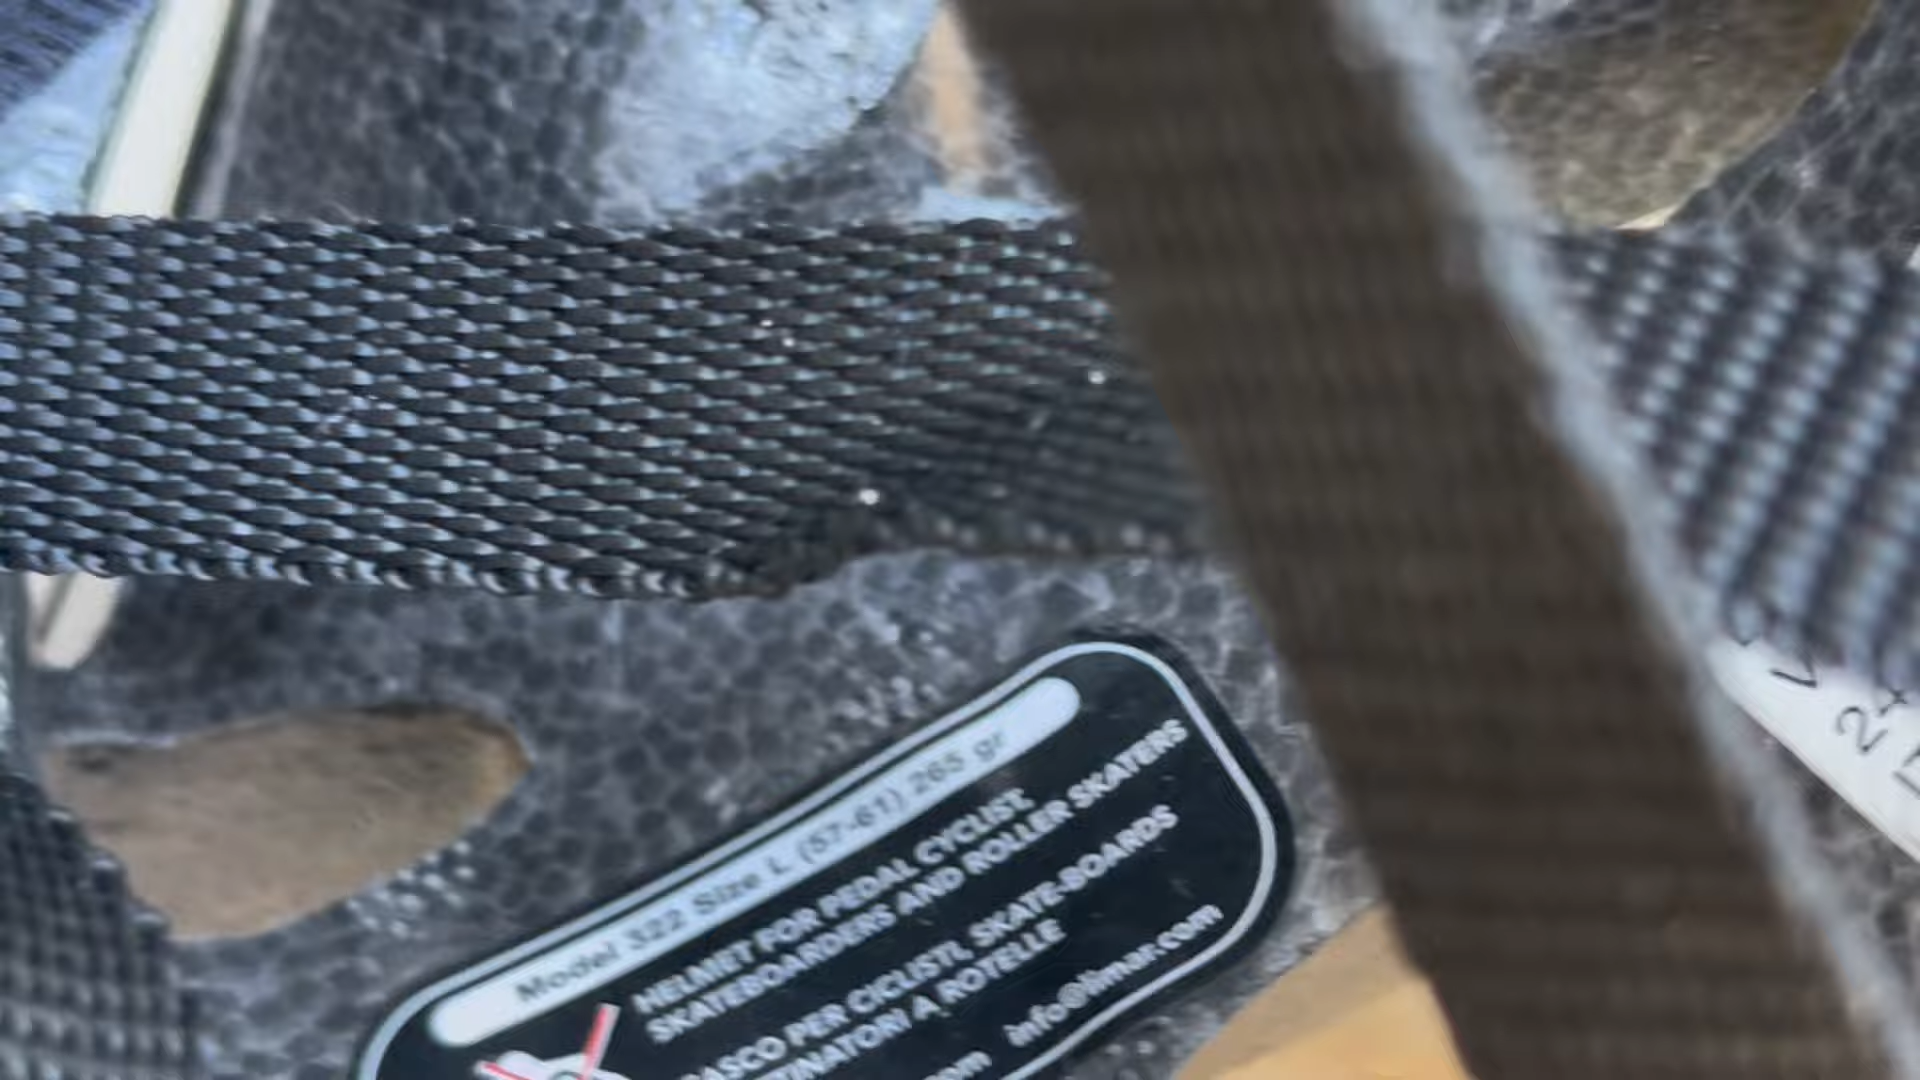 Model 322 Size L (57-61) 265 gr
HELMET FOR PEDAL CYCLIST.
SKATEBOARDERS AND ROLLER SKATERS
CASCO PER CICLISTI, SKATE-BOARDS
A ROTELLE
info@limar.com